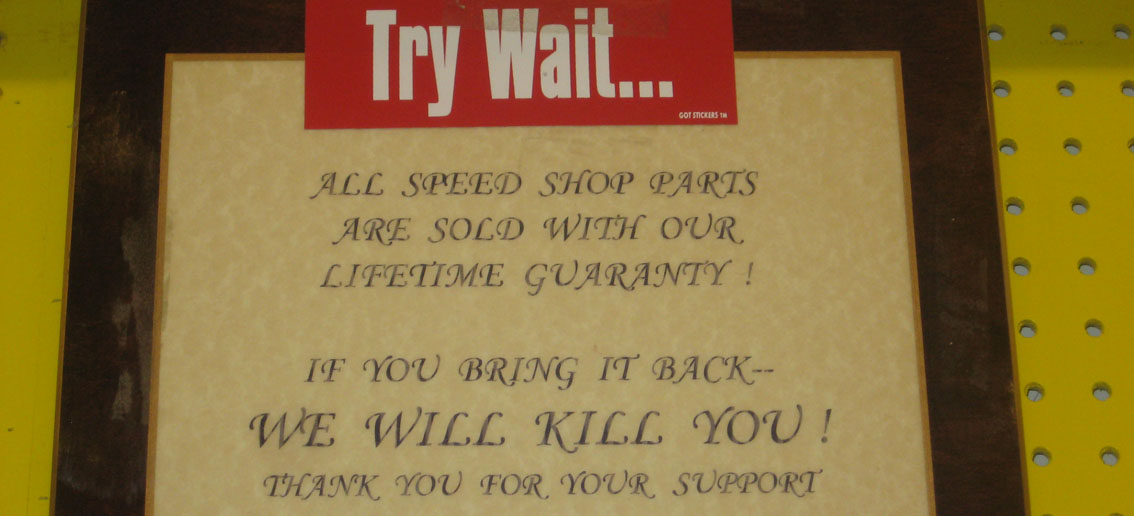 Try Wait...
GOT STICKERS TM
ALL SPEED SHOP PARTS
ARE SOLD WITH OUR
LIFETIME GUARANTY !
IF YOU BRING IT BACK--
WE WILL KILL YOU !
THANK YOU FOR YOUR SUPPORT